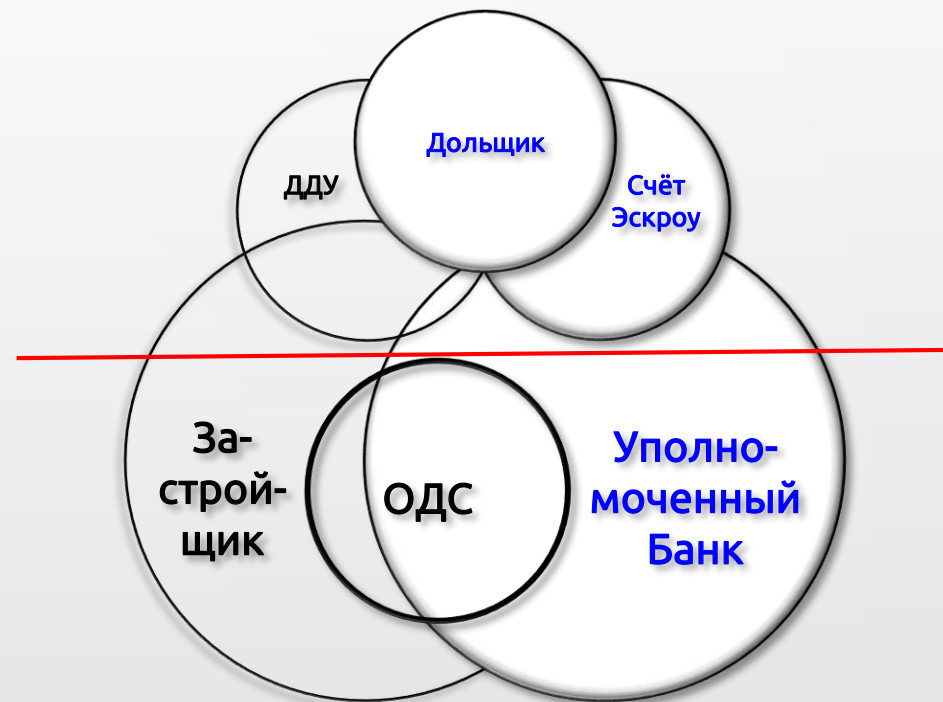 Дольщик
ДДУ
Счёт
Эскроу
За-
строй-
щик
ОДС
Уполно-
моченный
Банк